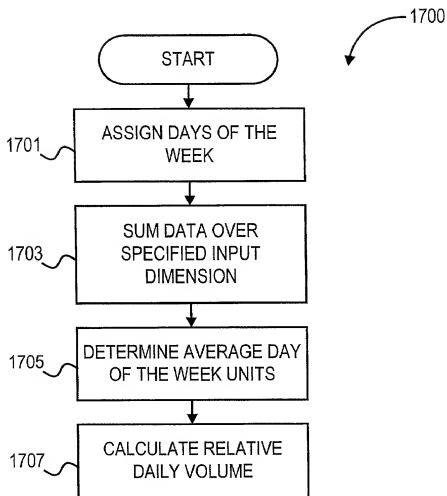 1700
START
1701
ASSIGN DAYS OF THE
WEEK
1703
SUM DATA OVER
SPECIFIED INPUT
DIMENSION
1705
DETERMINE AVERAGE DAY
OF THE WEEK UNITS
1707
CALCULATE RELATIVE
DAILY VOLUME